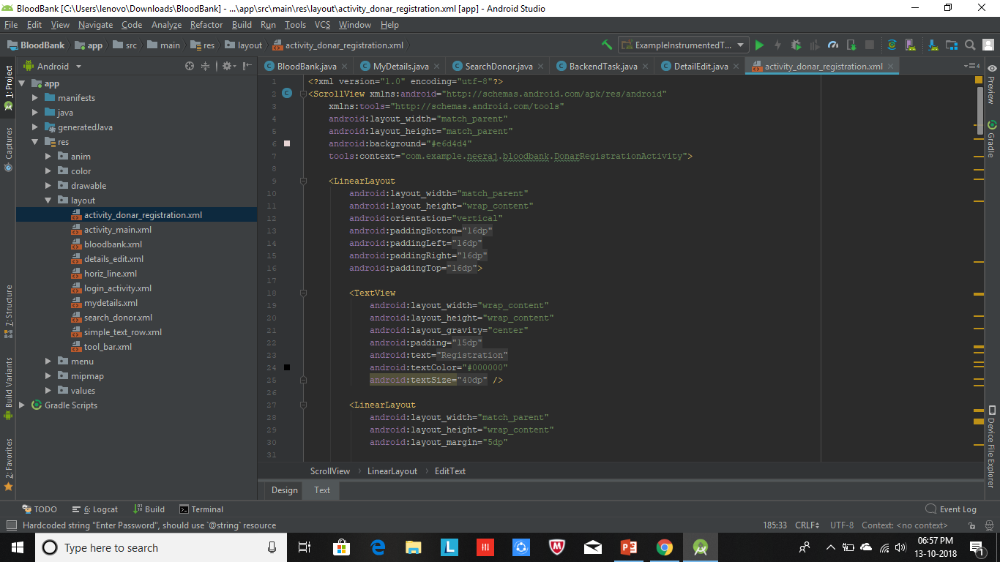 BloodBank [C:\Users\lenovo\Downloads\BloodBank] - ...\app\src\main\res\layout\activity_donar_registration.xml [app] - Android Studio
File Edit View Navigate Code Analyze Refactor Build Run Tools VCS Window Help
BloodBank app src main res layout activity_donar_registration.xml ExampleInstrumentedT...
Android
BloodBank.java MyDetails.java SearchDonor.java BackendTask.java DetailEdit.java activity_donar_registration.xml 4
1: Project
Captures
7: Structure
Build Variants
2: Favorites
app
manifests
java
generatedJava
res
anim
color
drawable
layout
activity_donar_registration.xml
activity_main.xml
bloodbank.xml
details_edit.xml
horiz_line.xml
login_activity.xml
mydetails.xml
search_donor.xml
simple_text_row.xml
tool_bar.xml
menu
mipmap
values
Gradle Scripts
1 <?xml version="1.0" encoding="utf-8"?>
2 <ScrollView xmlns:android="http://schemas.android.com/apk/res/android"
3 xmlns:tools="http://schemas.android.com/tools"
4 android:layout_width="match_parent"
5 android:layout_height="match_parent"
6 android:background="#e6d4d4"
7 tools:context="com.example.neeraj.bloodbank.DonarRegistrationActivity">
8
9 <LinearLayout
10 android:layout_width="match_parent"
11 android:layout_height="wrap_content"
12 android:orientation="vertical"
13 android:paddingBottom="16dp"
14 android:paddingLeft="16dp"
15 android:paddingRight="16dp"
16 android:paddingTop="16dp">
17
18 <TextView
19 android:layout_width="wrap_content"
20 android:layout_height="wrap_content"
21 android:layout_gravity="center"
22 android:padding="15dp"
23 android:text="Registration"
24 android:textColor="#000000"
25 android:textSize="40dp" />
26
27 <LinearLayout
28 android:layout_width="match_parent"
29 android:layout_height="wrap_content"
30 android:layout_margin="5dp"
31
Preview
Gradle
Device File Explorer
ScrollView LinearLayout EditText
Design Text
TODO 6: Logcat Build Terminal Event Log
Hardcoded string "Enter Password", should use `@string` resource 185:33 CRLF UTF-8 Context: <no context>
Type here to search
06:57 PM
13-10-2018
1